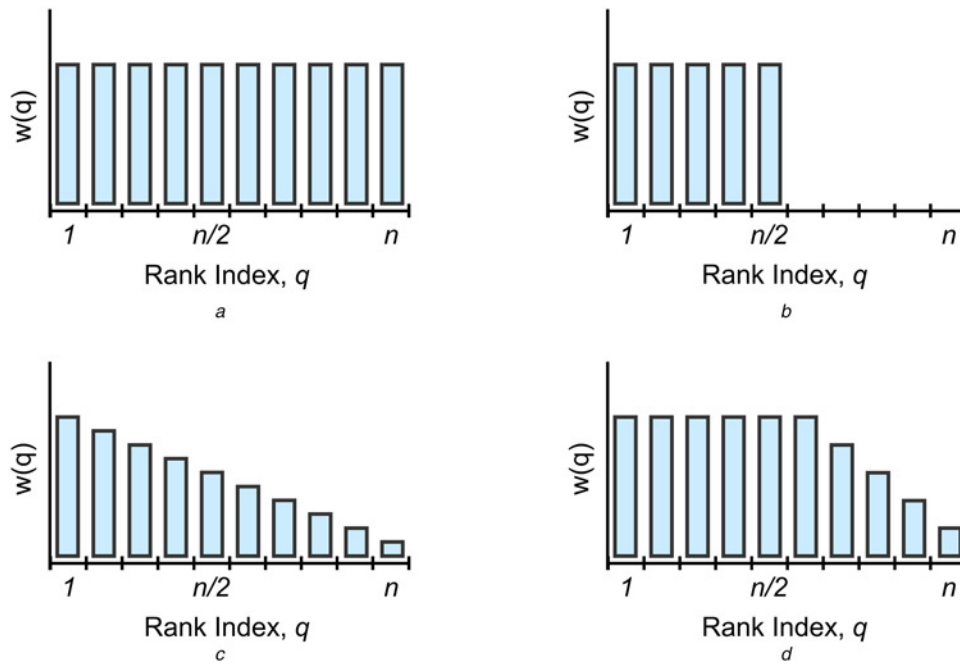 w(q)
1 n/2 n
Rank Index, q
a
w(q)
1 n/2 n
Rank Index, q
b
w(q)
1 n/2 n
Rank Index, q
c
w(q)
1 n/2 n
Rank Index, q
d